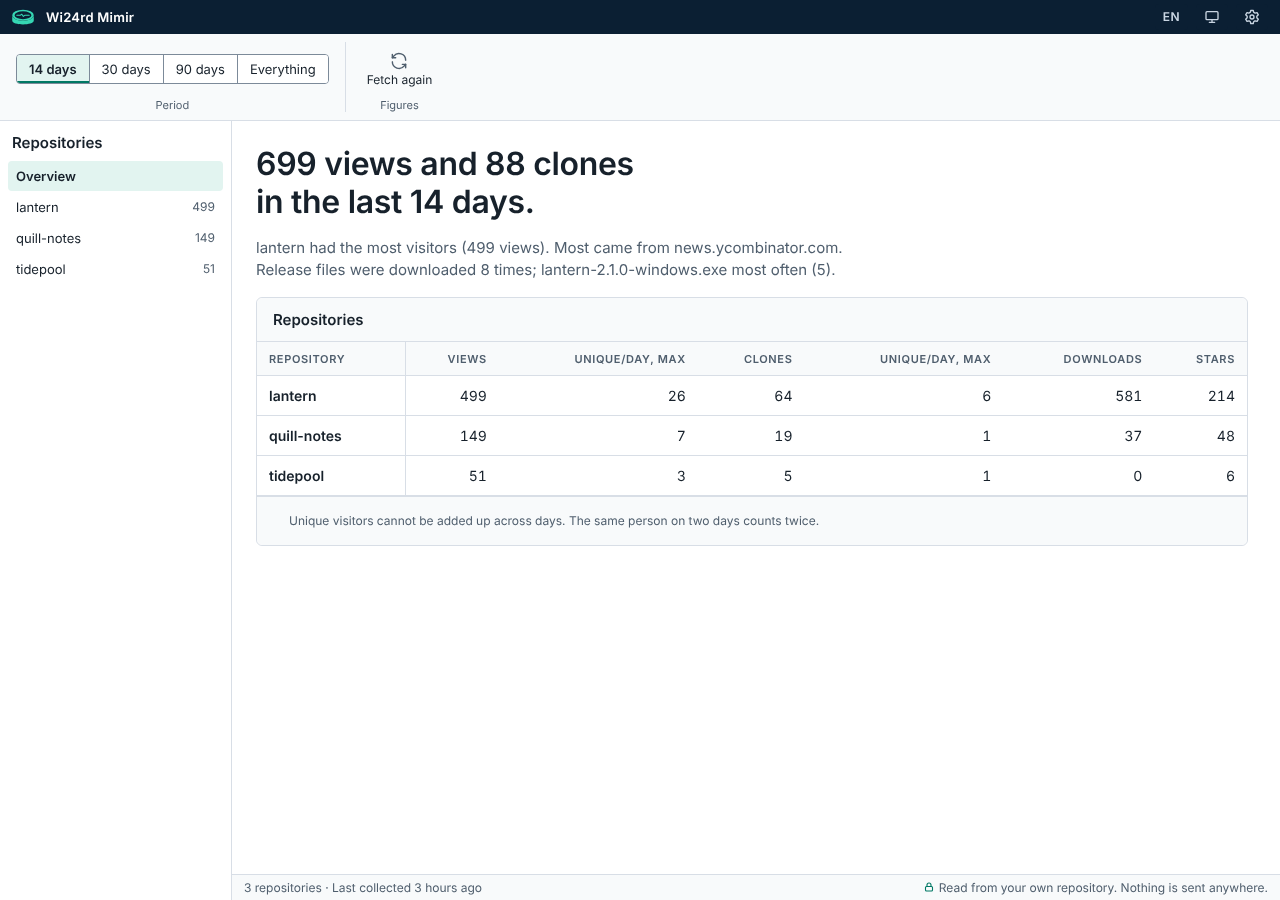 Wi24rd Mimir
EN
14 days
30 days
90 days
Everything
Period
Fetch again
Figures
Repositories
Overview
lantern 499
quill-notes 149
tidepool 51
699 views and 88 clones
in the last 14 days.
lantern had the most visitors (499 views). Most came from news.ycombinator.com.
Release files were downloaded 8 times; lantern-2.1.0-windows.exe most often (5).
Repositories
REPOSITORY VIEWS UNIQUE/DAY, MAX CLONES UNIQUE/DAY, MAX DOWNLOADS STARS
lantern 499 26 64 6 581 214
quill-notes 149 7 19 1 37 48
tidepool 51 3 5 1 0 6
Unique visitors cannot be added up across days. The same person on two days counts twice.
3 repositories · Last collected 3 hours ago
Read from your own repository. Nothing is sent anywhere.